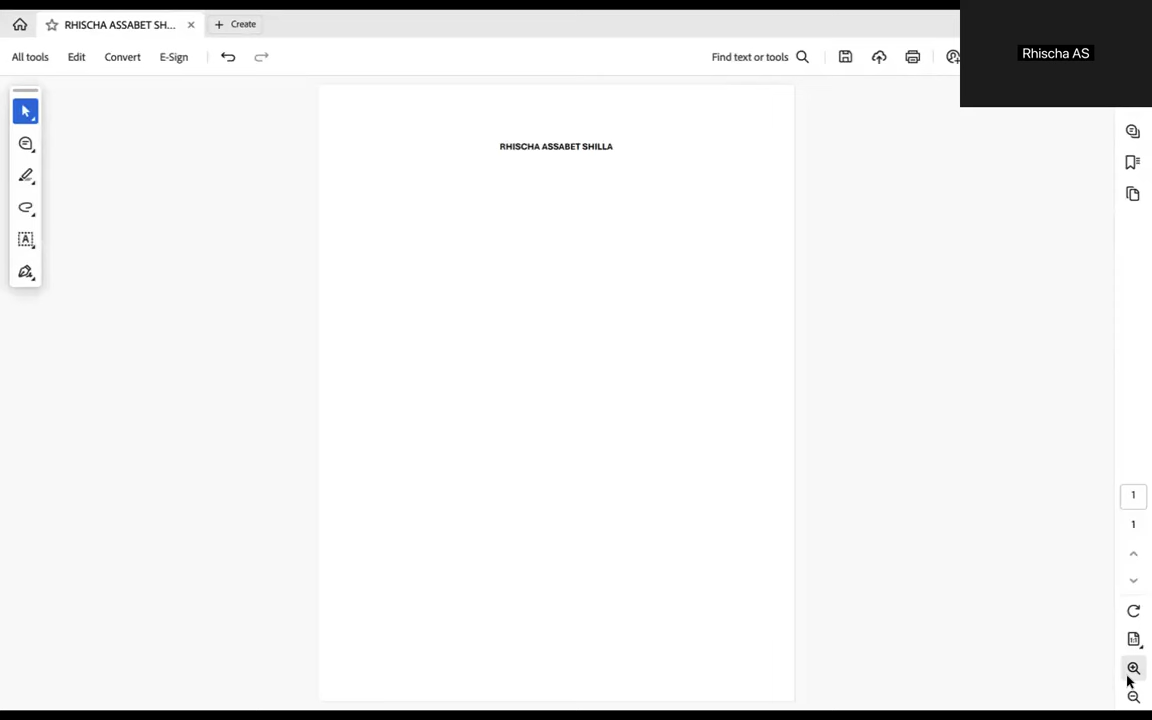 RHISCHA ASSABET SH...
Create
Rhischa AS
All tools
Edit
Convert
E-Sign
Find text or tools
RHISCHA ASSABET SHILLA
1
1